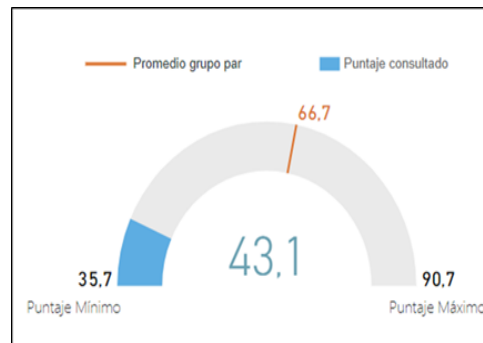 Promedio grupo par
Puntaje consultado
66,7
43,1
35,7
90,7
Puntaje Mínimo
Puntaje Máximo